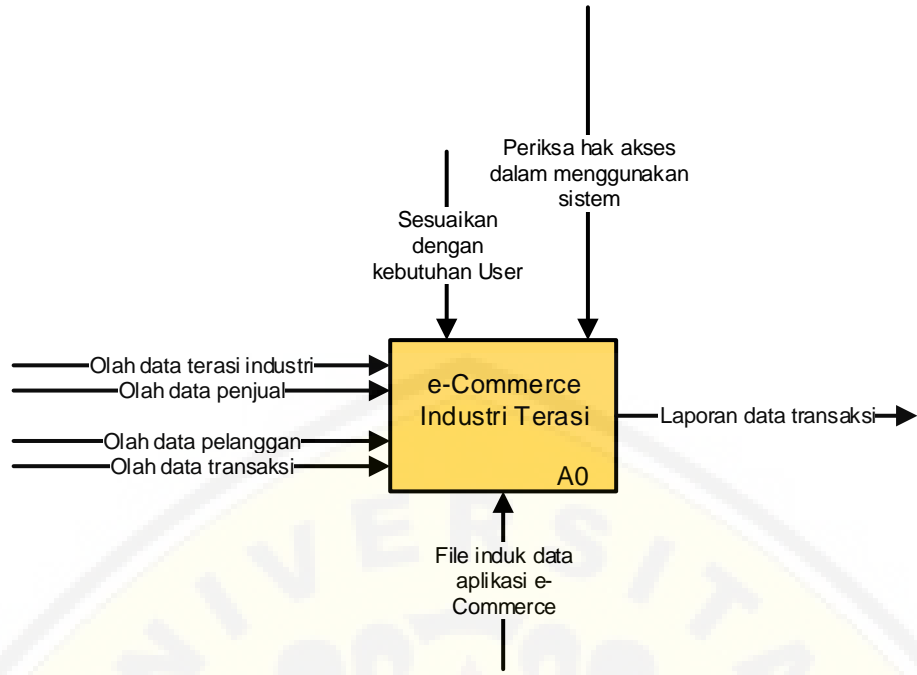 Periksa hak akses
dalam menggunakan
sistem
Sesuaikan
dengan
kebutuhan User
Olah data terasi industri
Olah data penjual
Olah data pelanggan
Olah data transaksi
e-Commerce
Industri Terasi
A0
Laporan data transaksi
File induk data
aplikasi e-
Commerce
IVERSITA